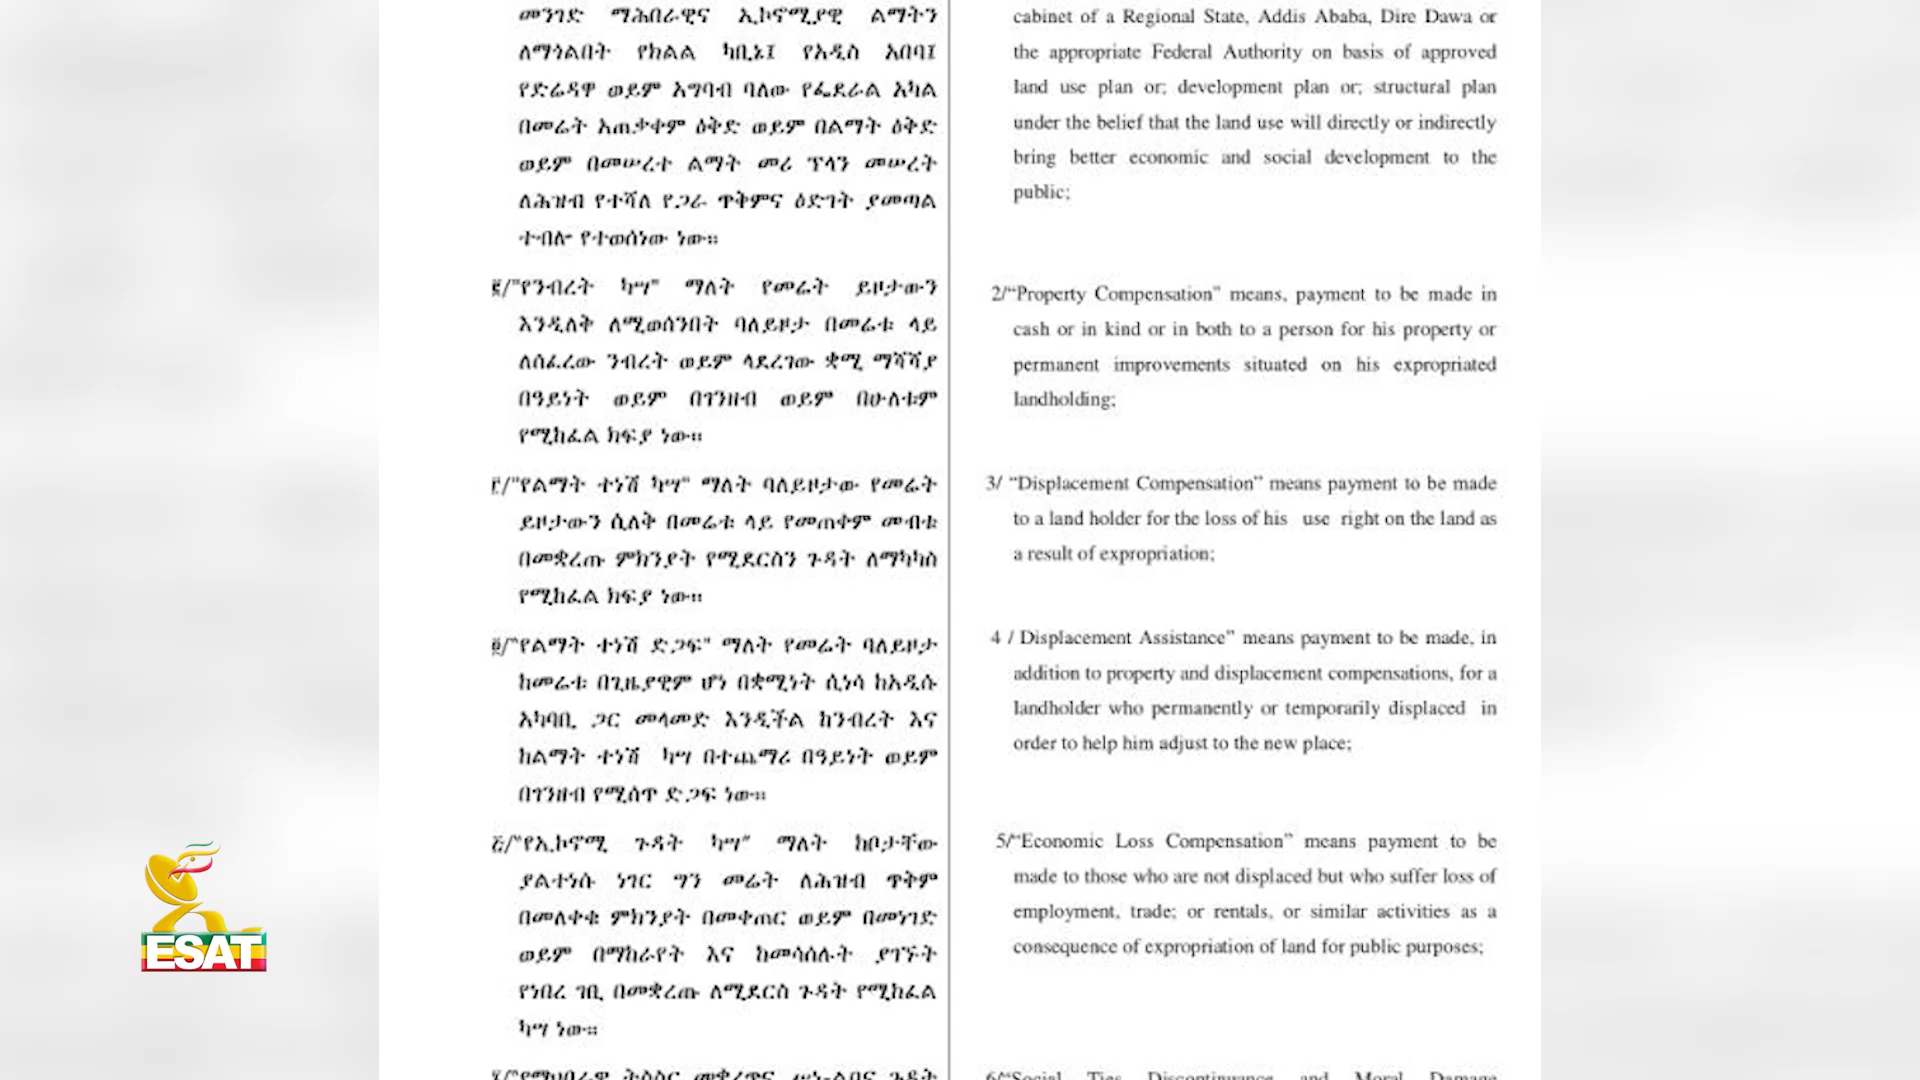 መንገድ ማሕበራዊና ኢኮኖሚያዊ ልማትን
ለማጎልበት የክልል ካቢኔ፤ የአዲስ አበባ፤
የድሬዳዋ ወይም አግባብ ባለው የፌደራል አካል
በመሬት አጠቃቀም ዕቅድ ወይም በልማት ዕቅድ
ወይም በመሠረተ ልማት መሪ ፕላን መሠረት
ለሕዝብ የተሻለ የጋራ ጥቅምና ዕድገት ያመጣል
ተብሎ የተወሰነው ነው።
፪/"የንብረት ካሣ" ማለት የመሬት ይዞታውን
እንዲለቅ ለሚወሰንበት ባለይዞታ በመሬቱ ላይ
ለሰፈረው ንብረት ወይም ላደረገው ቋሚ ማሻሻያ
በዓይነት ወይም በገንዘብ ወይም በሁለቱም
የሚከፈል ክፍያ ነው።
፫/"የልማት ተነሽ ካሣ" ማለት ባለይዞታው የመሬት
ይዞታውን ሲለቅ በመሬቱ ላይ የመጠቀም መብቱ
በመቋረጡ ምክንያት የሚደርስን ጉዳት ለማካካስ
የሚከፈል ክፍያ ነው።
፬/"የልማት ተነሽ ድጋፍ" ማለት የመሬት ባለይዞታ
ከመሬቱ በጊዜያዊም ሆነ በቋሚነት ሲነሳ ከአዲሱ
አካባቢ ጋር መላመድ እንዲችል ከንብረት እና
ከልማት ተነሽ ካሣ በተጨማሪ በዓይነት ወይም
በገንዘብ የሚሰጥ ድጋፍ ነው።
፭/"የኢኮኖሚ ጉዳት ካሣ" ማለት ከቦታቸው
ያልተነሱ ነገር ግን መሬት ለሕዝብ ጥቅም
በመለቀቁ ምክንያት በመቀጠር ወይም በመነገድ
ወይም በማከራየት እና ከመሳሰሉት ያገኙት
የነበረ ገቢ በመቋረጡ ለሚደርስ ጉዳት የሚከፈል
ካሣ ነው።
cabinet of a Regional State, Addis Ababa, Dire Dawa or
the appropriate Federal Authority on basis of approved
land use plan or; development plan or; structural plan
under the belief that the land use will directly or indirectly
bring better economic and social development to the
public;
2/“Property Compensation” means, payment to be made in
cash or in kind or in both to a person for his property or
permanent improvements situated on his expropriated
landholding;
3/ “Displacement Compensation” means payment to be made
to a land holder for the loss of his use right on the land as
a result of expropriation;
4 / Displacement Assistance” means payment to be made, in
addition to property and displacement compensations, for a
landholder who permanently or temporarily displaced in
order to help him adjust to the new place;
5/“Economic Loss Compensation” means payment to be
made to those who are not displaced but who suffer loss of
employment, trade; or rentals, or similar activities as a
consequence of expropriation of land for public purposes;
6/“Social Ties Discontinuance and Moral Damage
ESAT